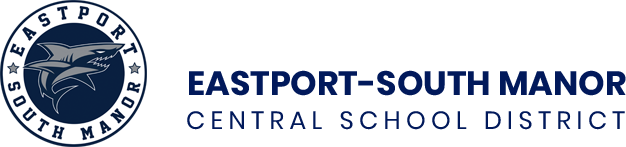 EASTPORT
SOUTH MANOR
EASTPORT-SOUTH MANOR
CENTRAL SCHOOL DISTRICT